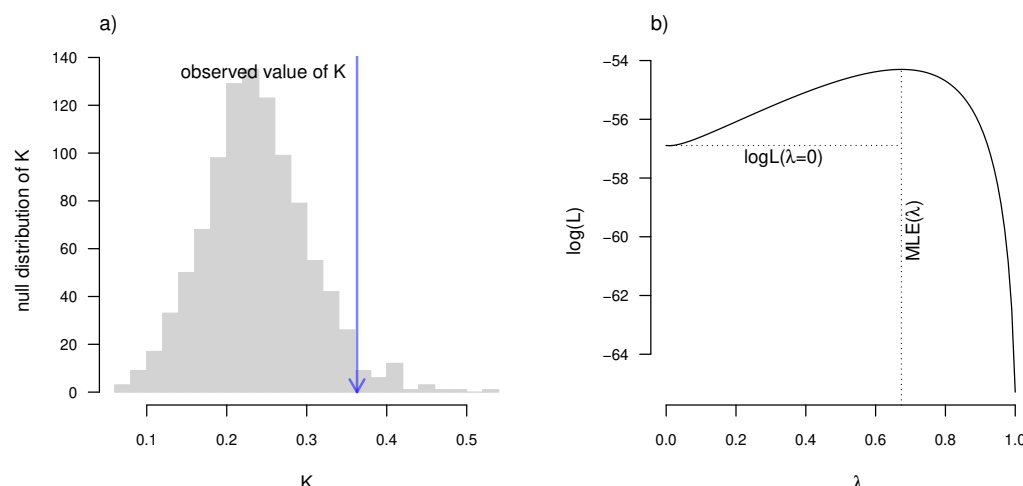 a)
observed value of K
null distribution of K
140
120
100
80
60
40
20
0
0.1 0.2 0.3 0.4 0.5
K
b)
log(L)
−54
−56
−58
−60
−62
−64
logL(λ=0)
MLE(λ)
0.0 0.2 0.4 0.6 0.8 1.0
λ